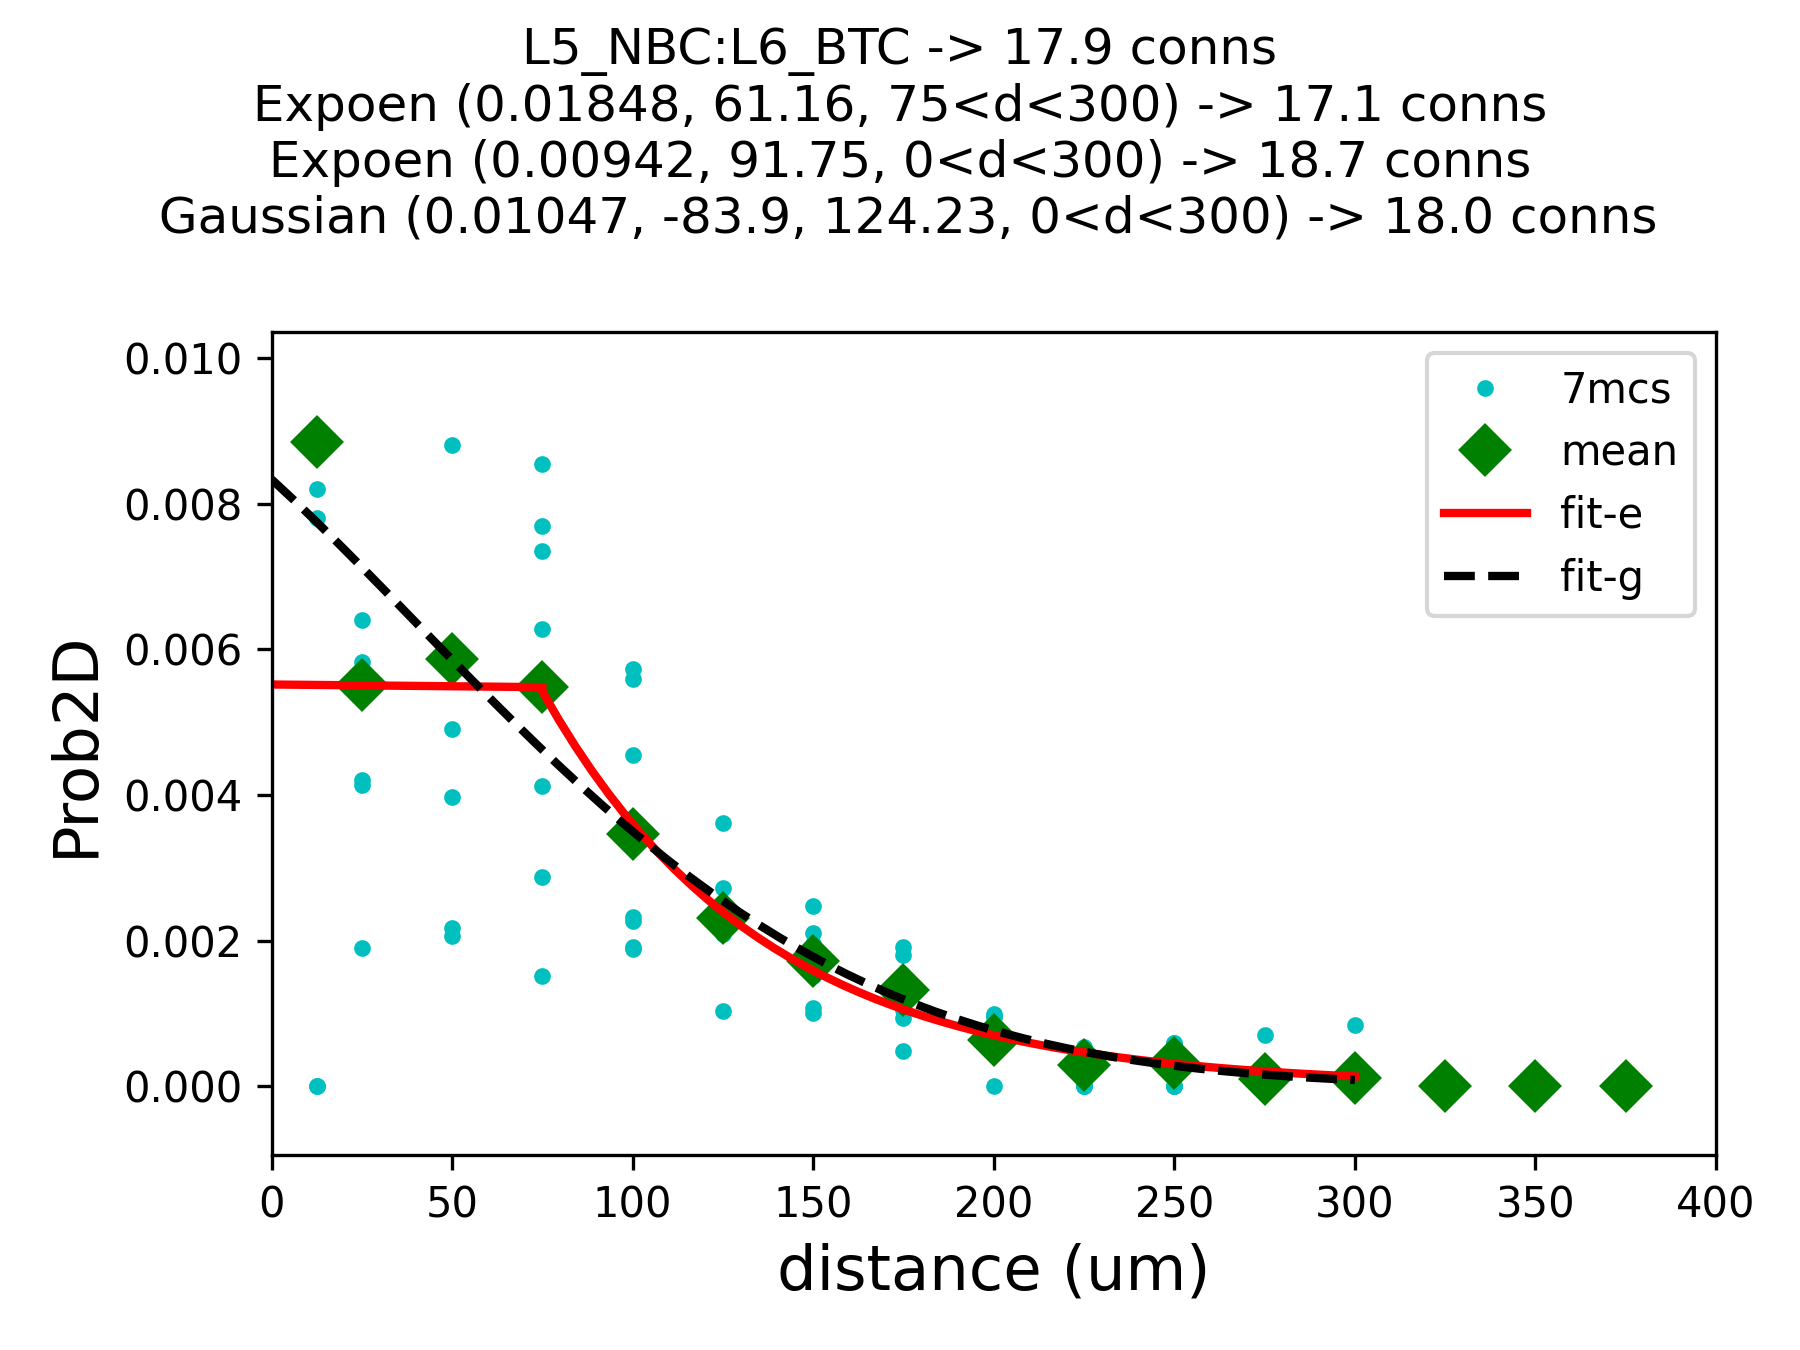 L5_NBC:L6_BTC -> 17.9 conns
Expoen (0.01848, 61.16, 75<d<300) -> 17.1 conns
Expoen (0.00942, 91.75, 0<d<300) -> 18.7 conns
Gaussian (0.01047, -83.9, 124.23, 0<d<300) -> 18.0 conns
7mcs
mean
fit-e
fit-g
Prob2D
0.010
0.008
0.006
0.004
0.002
0.000
0 50 100 150 200 250 300 350 400
distance (um)